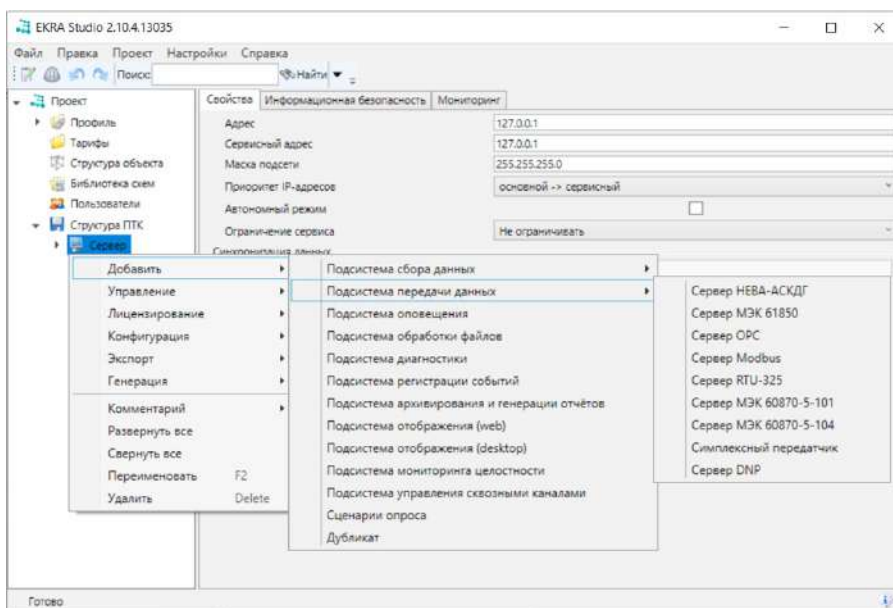 EKRA Studio 2.10.4.13035
Файл Правка Проект Настройки Справка
Поиск: Найти
Проект
Профиль
Тарифы
Структура объекта
Библиотека схем
Пользователи
Структура ПТК
Сервер
Свойства Информационная безопасность Мониторинг
Адрес 127.0.0.1
Сервисный адрес 127.0.0.1
Маска подсети 255.255.255.0
Приоритет IP-адресов основной -> сервисный
Автономный режим
Ограничение сервиса Не ограничивать
Синхронизация данных
Добавить
Управление
Лицензирование
Конфигурация
Экспорт
Генерация
Комментарий
Развернуть все
Свернуть все
Переименовать F2
Удалить Delete
Подсистема сбора данных
Подсистема передачи данных
Подсистема оповещения
Подсистема обработки файлов
Подсистема диагностики
Подсистема регистрации событий
Подсистема архивирования и генерации отчётов
Подсистема отображения (web)
Подсистема отображения (desktop)
Подсистема мониторинга целостности
Подсистема управления сквозными каналами
Сценарии опроса
Дубликат
Сервер НЕВА-АСКДГ
Сервер МЭК 61850
Сервер OPC
Сервер Modbus
Сервер RTU-325
Сервер МЭК 60870-5-101
Сервер МЭК 60870-5-104
Симплексный передатчик
Сервер DNP
Готово